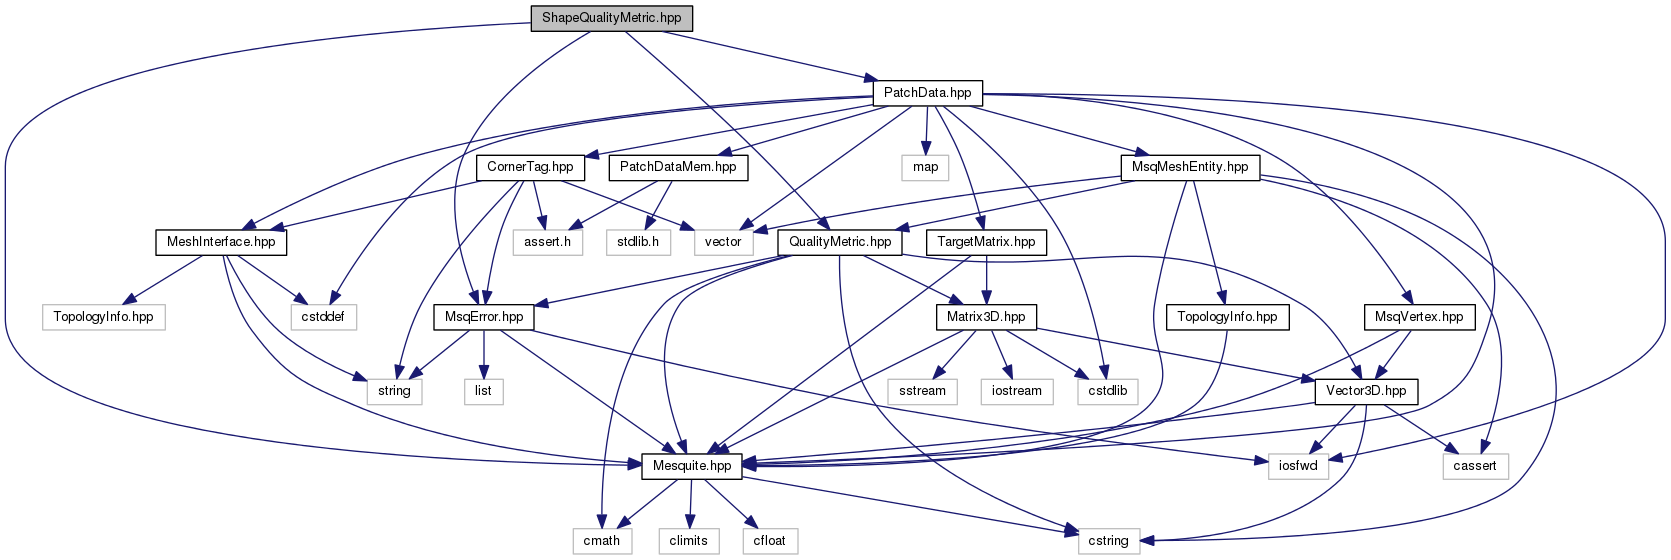 ShapeQualityMetric.hpp
PatchData.hpp
CornerTag.hpp
PatchDataMem.hpp
map
MsqMeshEntity.hpp
MeshInterface.hpp
assert.h
stdlib.h
vector
QualityMetric.hpp
TargetMatrix.hpp
TopologyInfo.hpp
cstddef
MsqError.hpp
Matrix3D.hpp
TopologyInfo.hpp
MsqVertex.hpp
string
list
sstream
iostream
cstdlib
Vector3D.hpp
Mesquite.hpp
iosfwd
cassert
cmath
climits
cfloat
cstring